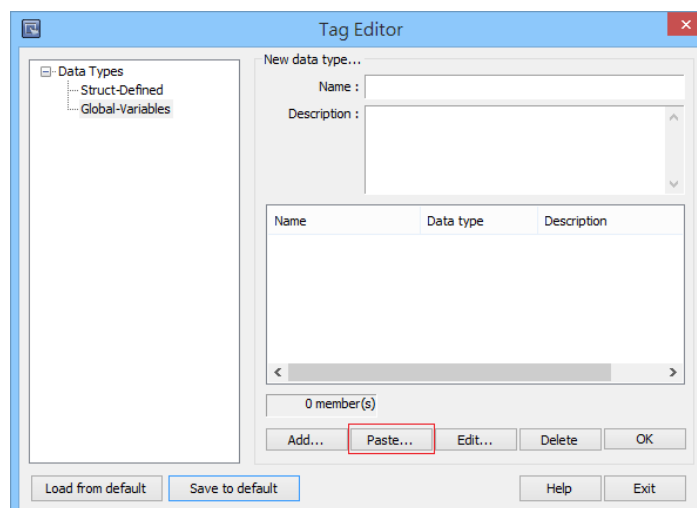 Tag Editor
Data Types
Struct-Defined
Global-Variables
New data type...
Name :
Description :
Name Data type Description
0 member(s)
Add... Paste... Edit... Delete OK
Load from default Save to default Help Exit